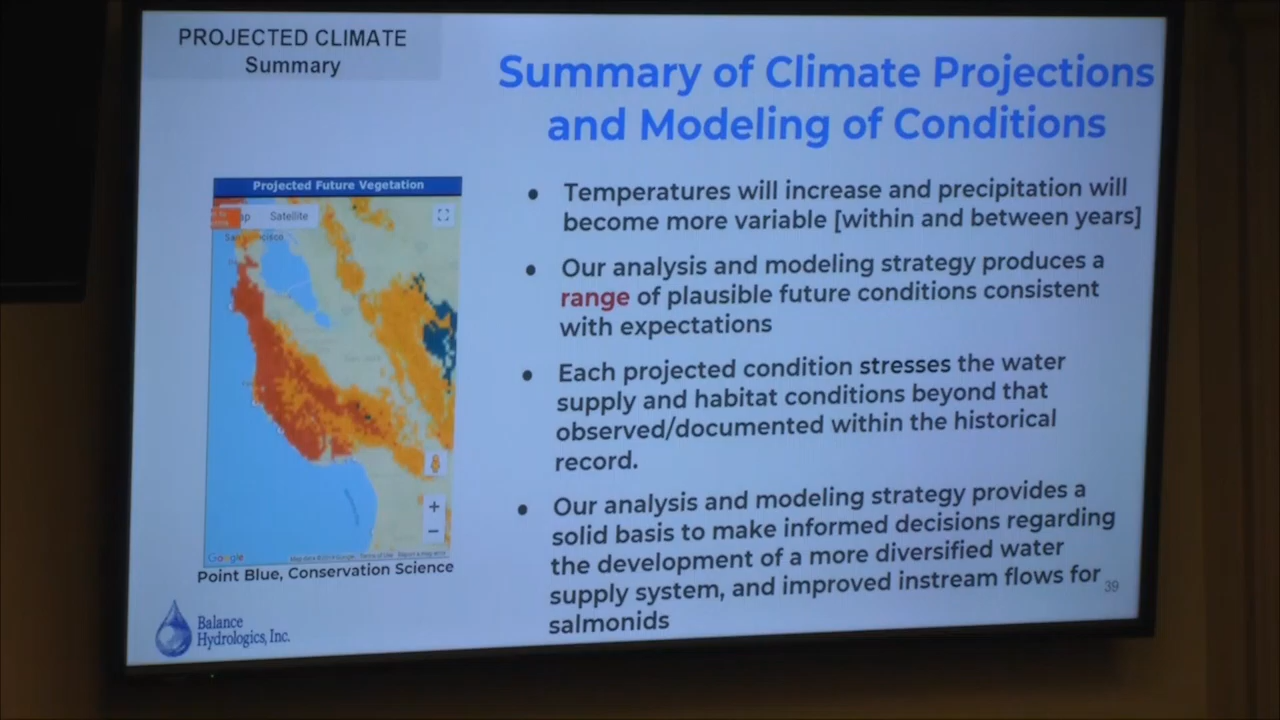 PROJECTED CLIMATE
Summary
Summary of Climate Projections
and Modeling of Conditions
Projected Future Vegetation
Satellite
• Temperatures will increase and precipitation will
become more variable [within and between years]
• Our analysis and modeling strategy produces a
range of plausible future conditions consistent
with expectations
• Each projected condition stresses the water
supply and habitat conditions beyond that
observed/documented within the historical
record.
• Our analysis and modeling strategy provides a
solid basis to make informed decisions regarding
the development of a more diversified water
supply system, and improved instream flows for
salmonids
39
+
−
Google
Point Blue, Conservation Science
Balance
Hydrologics, Inc.